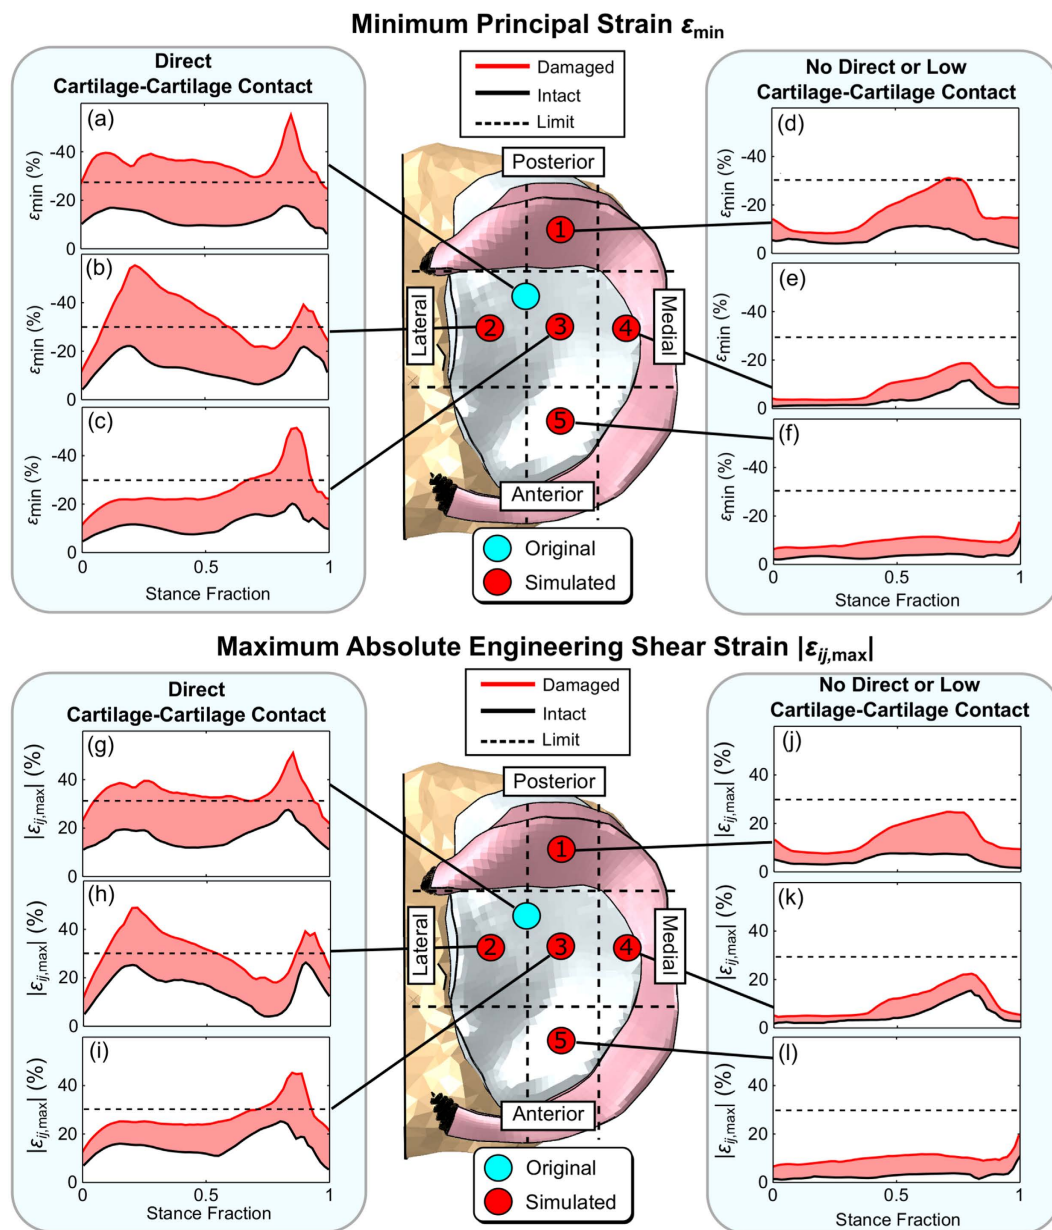 Minimum Principal Strain εmin
Direct
Cartilage-Cartilage Contact
(a)
-40
-20
0
εmin (%)
(b)
-40
-20
0
εmin (%)
(c)
-40
-20
0
εmin (%)
0
0.5
1
Stance Fraction
Damaged
Intact
Limit
Posterior
Lateral
Medial
Anterior
1
2
3
4
5
Original
Simulated
No Direct or Low
Cartilage-Cartilage Contact
(d)
-40
-20
0
εmin (%)
(e)
-40
-20
0
εmin (%)
(f)
-40
-20
0
εmin (%)
0
0.5
1
Stance Fraction
Maximum Absolute Engineering Shear Strain |εij,max|
Direct
Cartilage-Cartilage Contact
(g)
40
20
0
|εij,max| (%)
(h)
40
20
0
|εij,max| (%)
(i)
40
20
0
|εij,max| (%)
0
0.5
1
Stance Fraction
Damaged
Intact
Limit
Posterior
Lateral
Medial
Anterior
1
2
3
4
5
Original
Simulated
No Direct or Low
Cartilage-Cartilage Contact
(j)
40
20
0
|εij,max| (%)
(k)
40
20
0
|εij,max| (%)
(l)
40
20
0
|εij,max| (%)
0
0.5
1
Stance Fraction